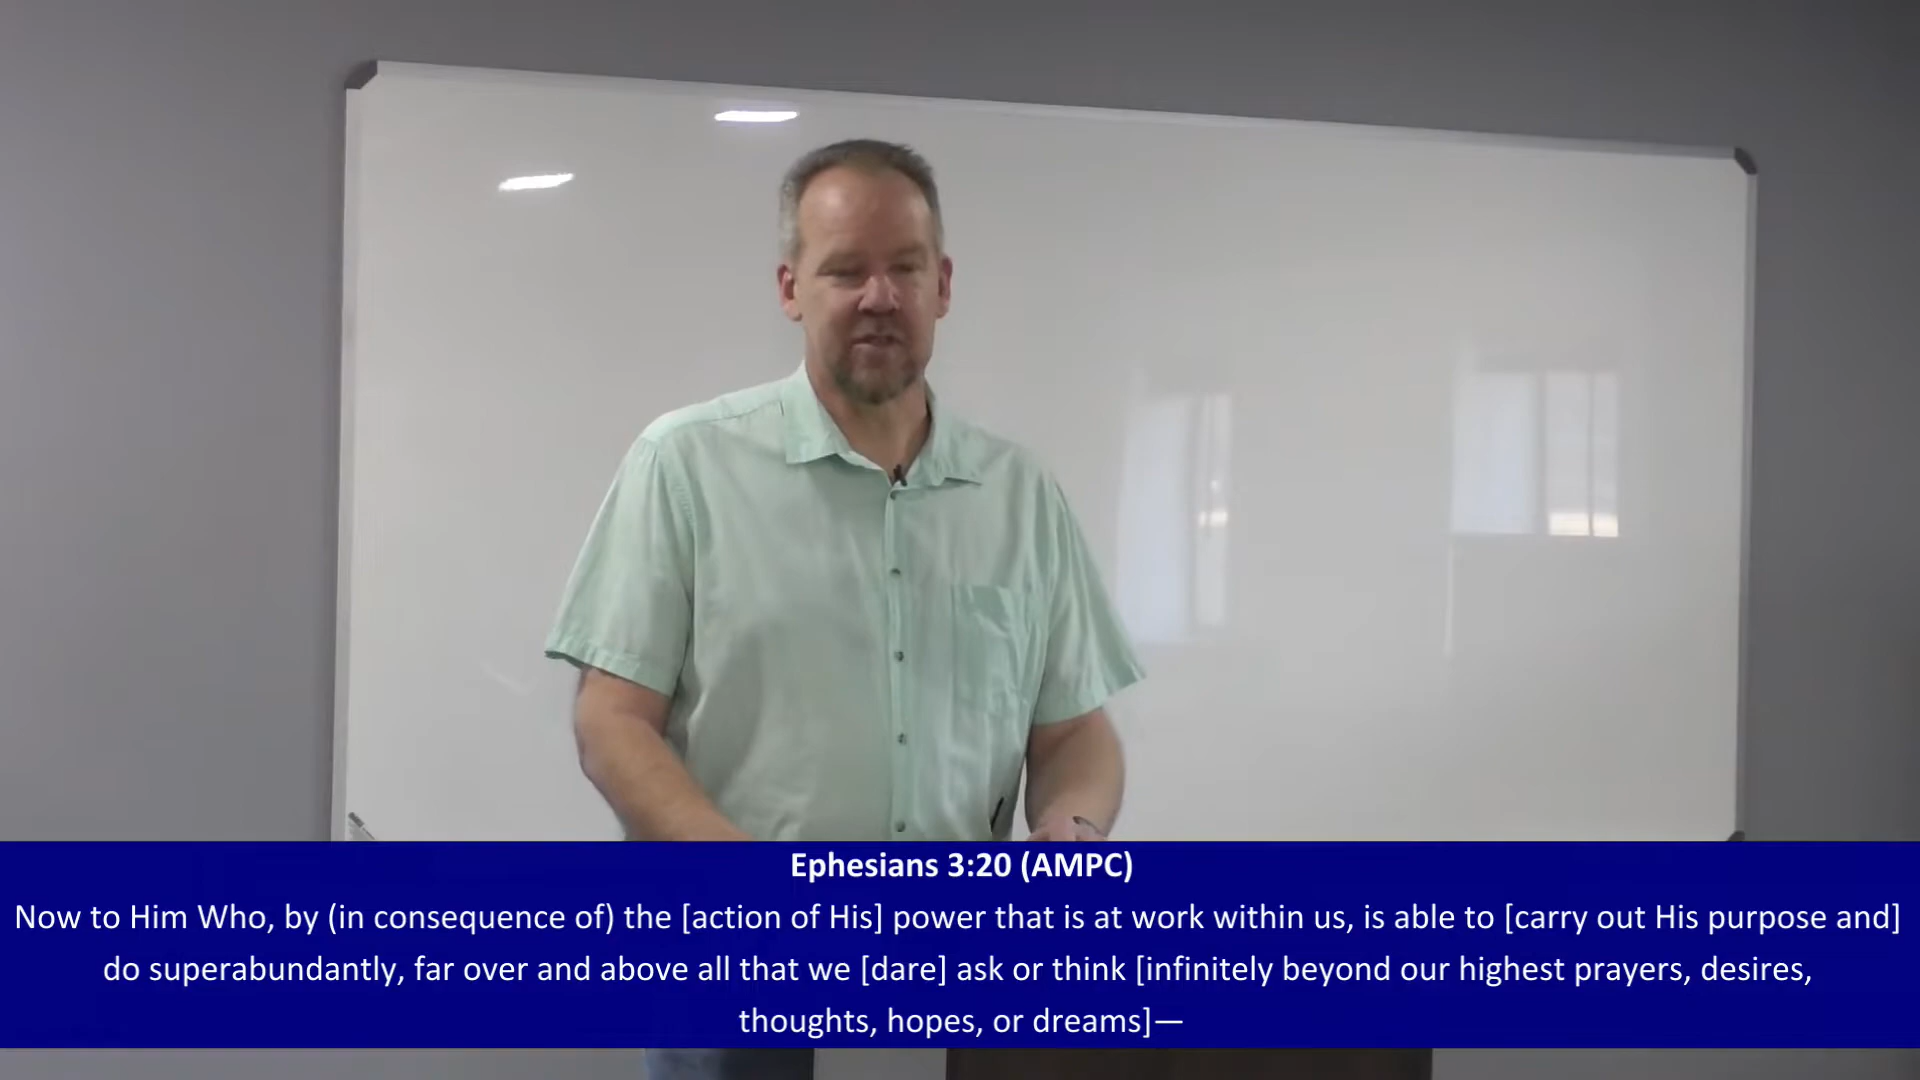 Ephesians 3:20 (AMPC)
Now to Him Who, by (in consequence of) the [action of His] power that is at work within us, is able to [carry out His purpose and]
do superabundantly, far over and above all that we [dare] ask or think [infinitely beyond our highest prayers, desires,
thoughts, hopes, or dreams]—